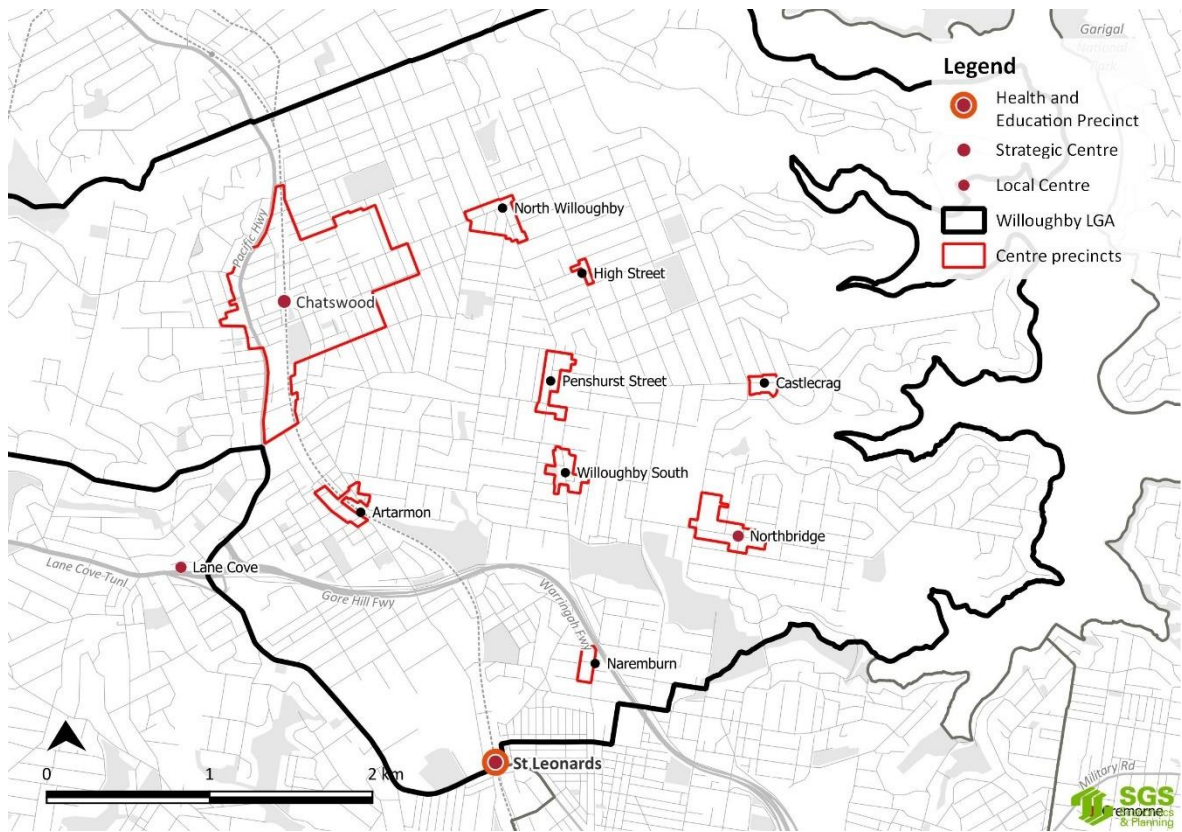 Garigal
National
Park
Legend
Health and
Education Precinct
Strategic Centre
Local Centre
Willoughby LGA
Centre precincts
Pacific Hwy
North Willoughby
High Street
Chatswood
Penshurst Street
Castlecrag
Willoughby South
Artarmon
Northbridge
Lane Cove
Lane Cove Tunl
Gore Hill Fwy
Warringah Fwy
Naremburn
St Leonards
0 1 2 km
Military Rd
SGS
& Planning